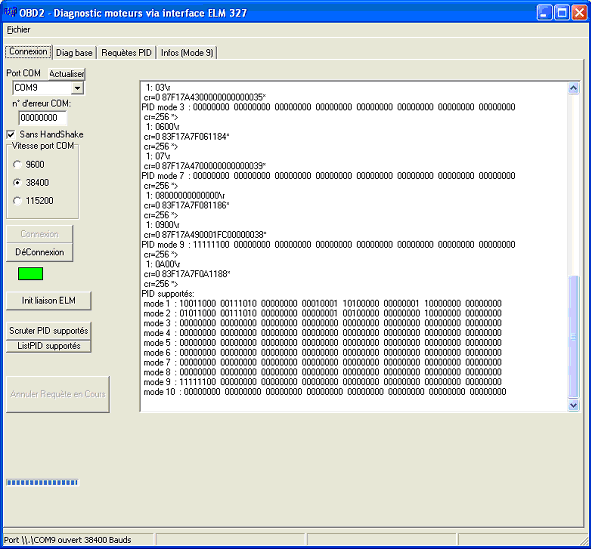 OBD2 - Diagnostic moteurs via interface ELM 327
Fichier
Connexion Diag base Requêtes PID Infos (Mode 9)
Port COM Actualiser
COM9
n° d'erreur COM:
00000000
Sans HandShake
Vitesse port COM
9600
38400
115200
Connexion
DéConnexion
Init liaison ELM
Scruter PID supportés
ListPID supportés
Annuler Requête en Cours
1: 03\r
cr=0 87F17A430000000000000035*
PID mode 3 : 00000000 00000000 00000000 00000000 00000000 00000000 00000000 00000000
cr=256 *>
1: 0600\r
cr=0 83F17A7F061184*
cr=256 *>
1: 07\r
cr=0 87F17A470000000000000039*
PID mode 7 : 00000000 00000000 00000000 00000000 00000000 00000000 00000000 00000000
cr=256 *>
1: 08000000000000\r
cr=0 83F17A7F081186*
cr=256 *>
1: 0900\r
cr=0 87F17A490001FC00000038*
PID mode 9 : 11111100 00000000 00000000 00000000 00000000 00000000 00000000 00000000
cr=256 *>
1: 0A00\r
cr=0 83F17A7F0A1188*
cr=256 *>
PID supportés:
mode 1 : 10011000 00111010 00000000 00010001 10100000 00000001 10000000 00000000
mode 2 : 01011000 00111010 00000000 00000001 00100000 00000000 10000000 00000000
mode 3 : 00000000 00000000 00000000 00000000 00000000 00000000 00000000 00000000
mode 4 : 00000000 00000000 00000000 00000000 00000000 00000000 00000000 00000000
mode 5 : 00000000 00000000 00000000 00000000 00000000 00000000 00000000 00000000
mode 6 : 00000000 00000000 00000000 00000000 00000000 00000000 00000000 00000000
mode 7 : 00000000 00000000 00000000 00000000 00000000 00000000 00000000 00000000
mode 8 : 00000000 00000000 00000000 00000000 00000000 00000000 00000000 00000000
mode 9 : 11111100 00000000 00000000 00000000 00000000 00000000 00000000 00000000
mode 10 : 00000000 00000000 00000000 00000000 00000000 00000000 00000000 00000000
Port \\.\COM9 ouvert 38400 Bauds